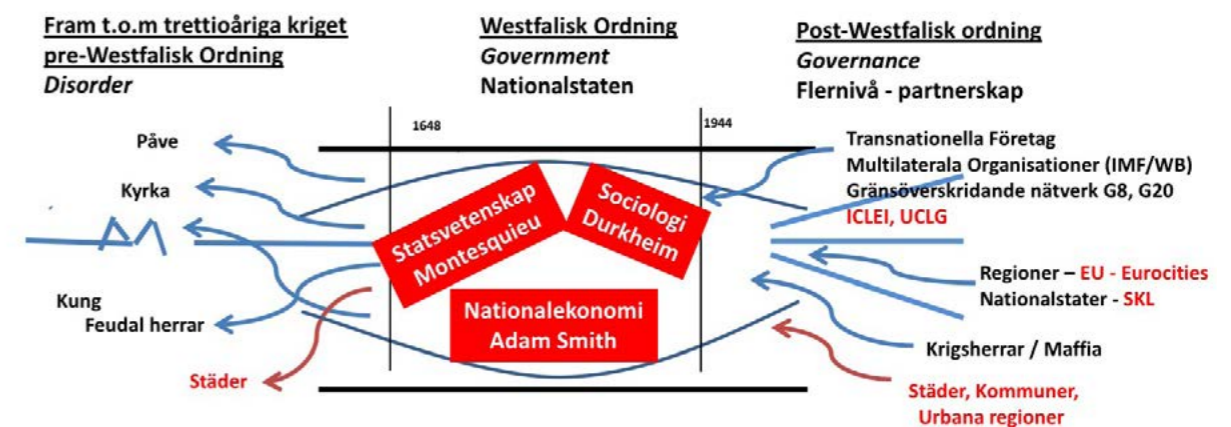 Fram t.o.m trettioåriga kriget
pre-Westfalisk Ordning
Disorder
Westfalisk Ordning
Government
Nationalstaten
Post-Westfalisk ordning
Governance
Flernivå - partnerskap
1648
1944
Påve
Kyrka
Kung
Feudal herrar
Städer
Statsvetenskap
Montesquieu
Sociologi
Durkheim
Nationalekonomi
Adam Smith
Transnationella Företag
Multilaterala Organisationer (IMF/WB)
Gränsöverskridande nätverk G8, G20
ICLEI, UCLG
Regioner – EU - Eurocities
Nationalstater - SKL
Krigsherrar / Maffia
Städer, Kommuner,
Urbana regioner